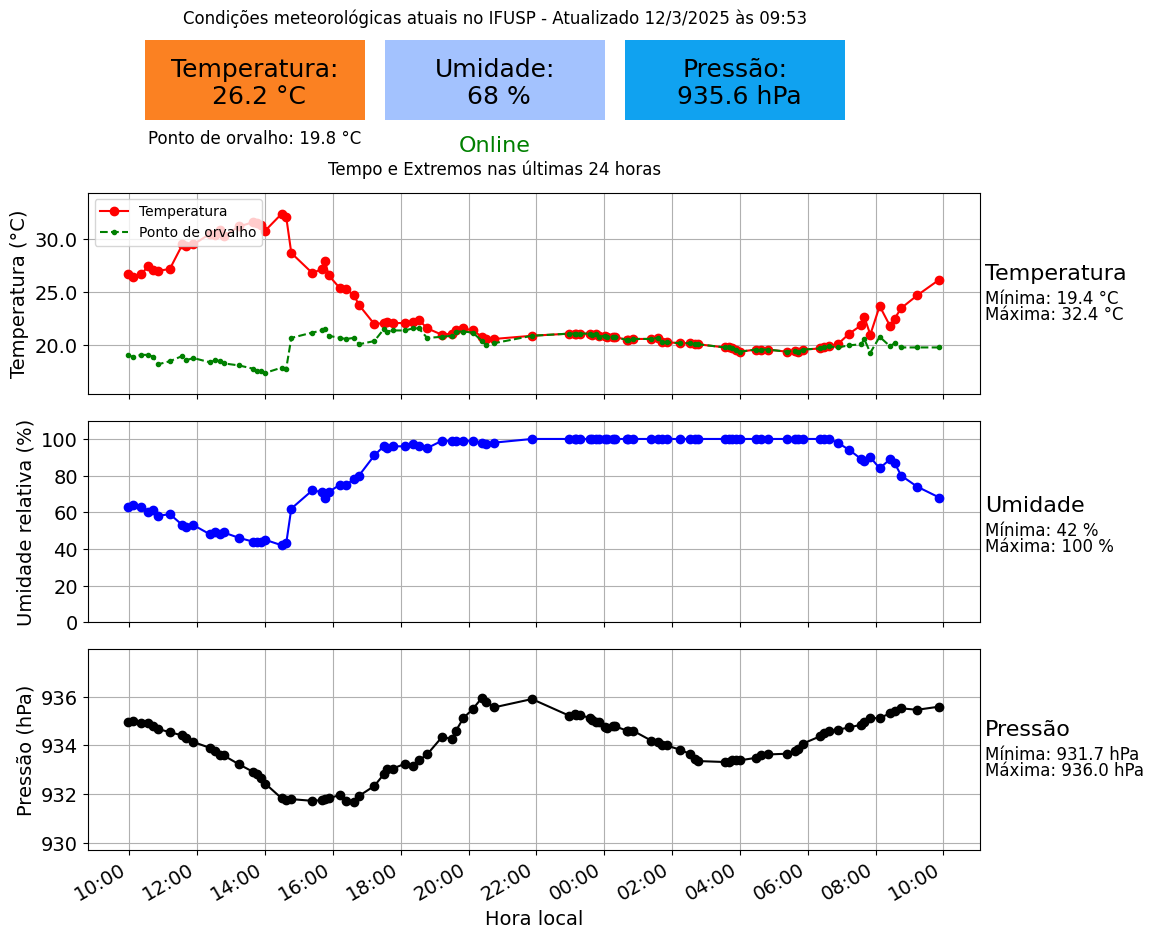 Condições meteorológicas atuais no IFUSP - Atualizado 12/3/2025 às 09:53
Temperatura:
26.2 °C
Umidade:
68 %
Pressão:
935.6 hPa
Ponto de orvalho: 19.8 °C
Online
Tempo e Extremos nas últimas 24 horas
Temperatura (°C)
30.0
25.0
20.0
Temperatura
Ponto de orvalho
Temperatura
Mínima: 19.4 °C
Máxima: 32.4 °C
Umidade relativa (%)
100
80
60
40
20
0
Umidade
Mínima: 42 %
Máxima: 100 %
Pressão (hPa)
936
934
932
930
Pressão
Mínima: 931.7 hPa
Máxima: 936.0 hPa
10:00 12:00 14:00 16:00 18:00 20:00 22:00 00:00 02:00 04:00 06:00 08:00 10:00
Hora local